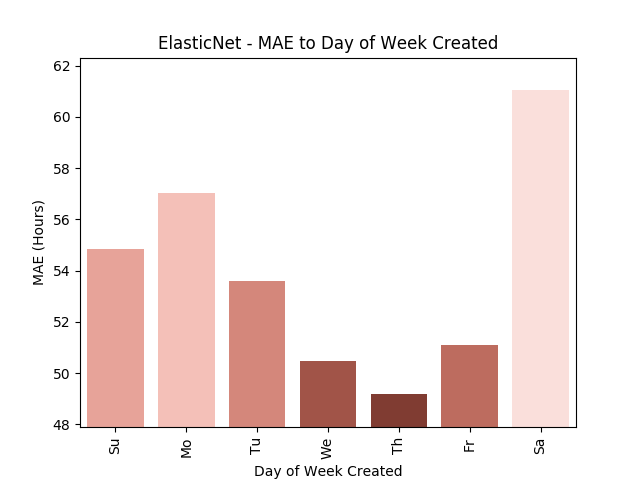 ElasticNet - MAE to Day of Week Created
MAE (Hours)
62
60
58
56
54
52
50
48
Su
Mo
Tu
We
Th
Fr
Sa
Day of Week Created